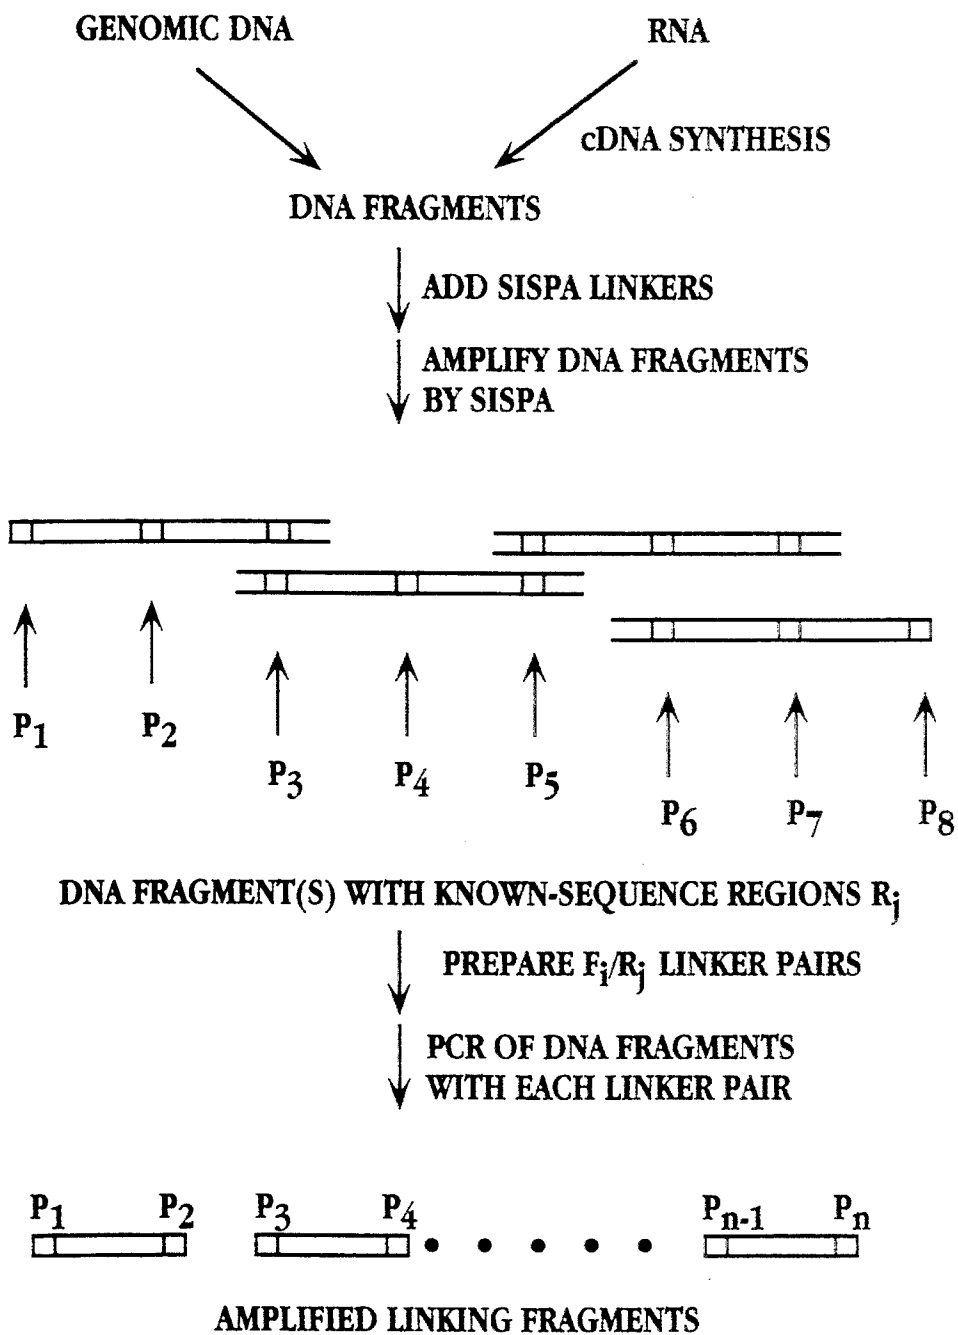 GENOMIC DNA
RNA
cDNA SYNTHESIS
DNA FRAGMENTS
ADD SISPA LINKERS
AMPLIFY DNA FRAGMENTS
BY SISPA
P1
P2
P3
P4
P5
P6
P7
P8
DNA FRAGMENT(S) WITH KNOWN-SEQUENCE REGIONS Rj
PREPARE Fi/Rj LINKER PAIRS
PCR OF DNA FRAGMENTS
WITH EACH LINKER PAIR
P1 P2 P3 P4 Pn-1 Pn
AMPLIFIED LINKING FRAGMENTS